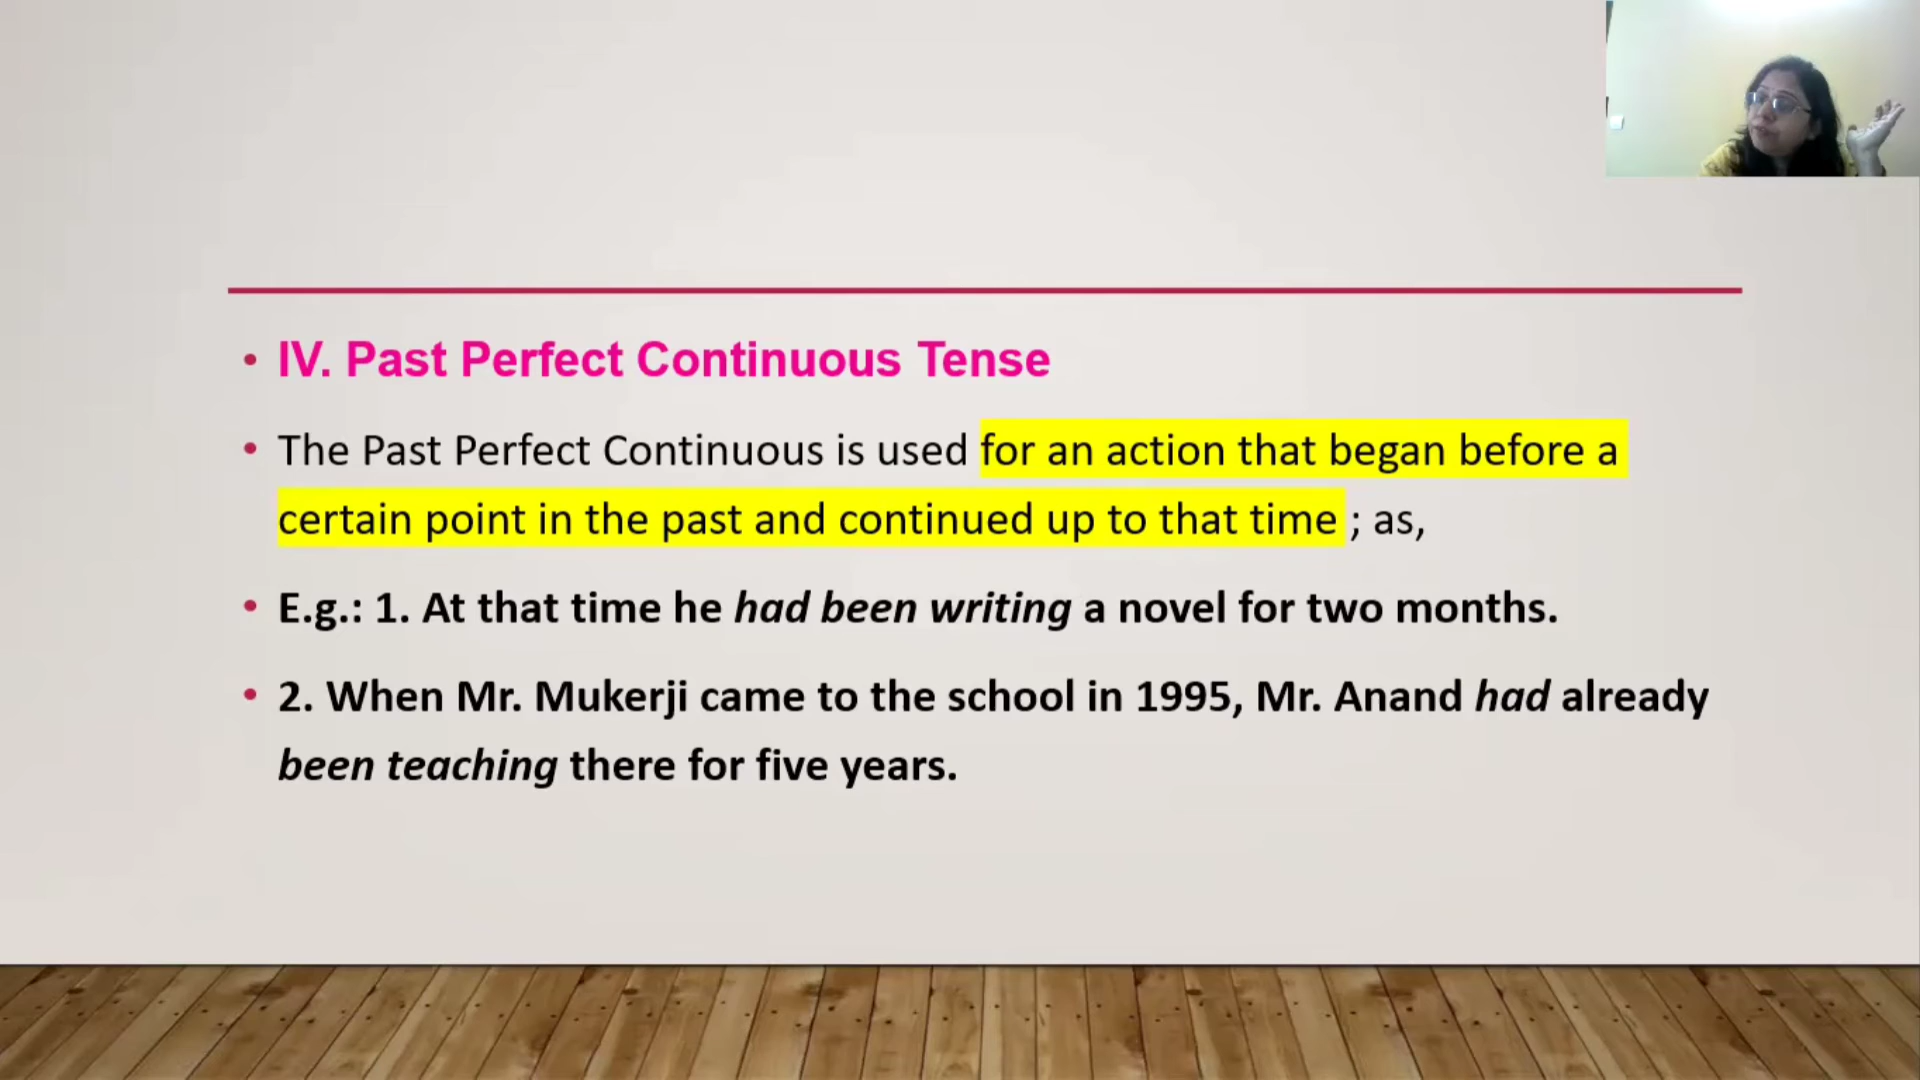 IV. Past Perfect Continuous Tense
The Past Perfect Continuous is used for an action that began before a
certain point in the past and continued up to that time ; as,
E.g.: 1. At that time he had been writing a novel for two months.
2. When Mr. Mukerji came to the school in 1995, Mr. Anand had already
been teaching there for five years.